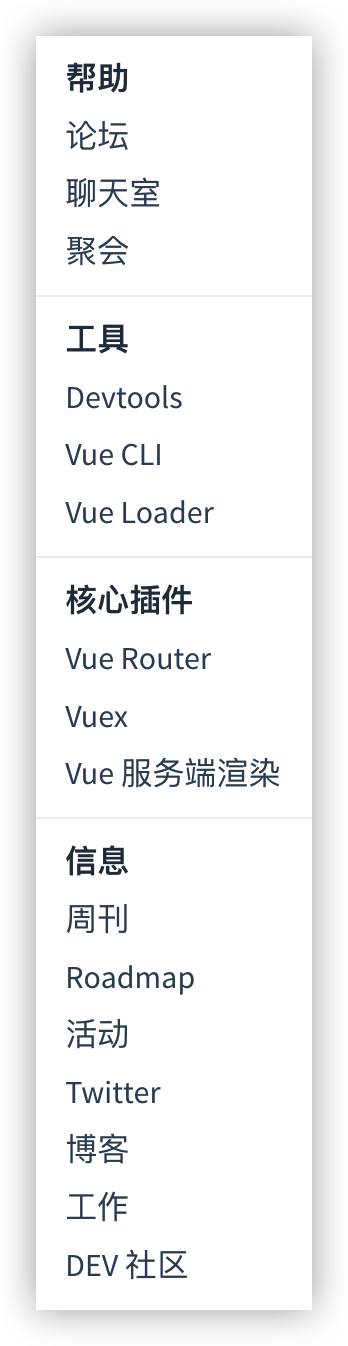 帮助
论坛
聊天室
聚会
工具
Devtools
Vue CLI
Vue Loader
核心插件
Vue Router
Vuex
Vue 服务端渲染
信息
周刊
Roadmap
活动
Twitter
博客
工作
DEV 社区